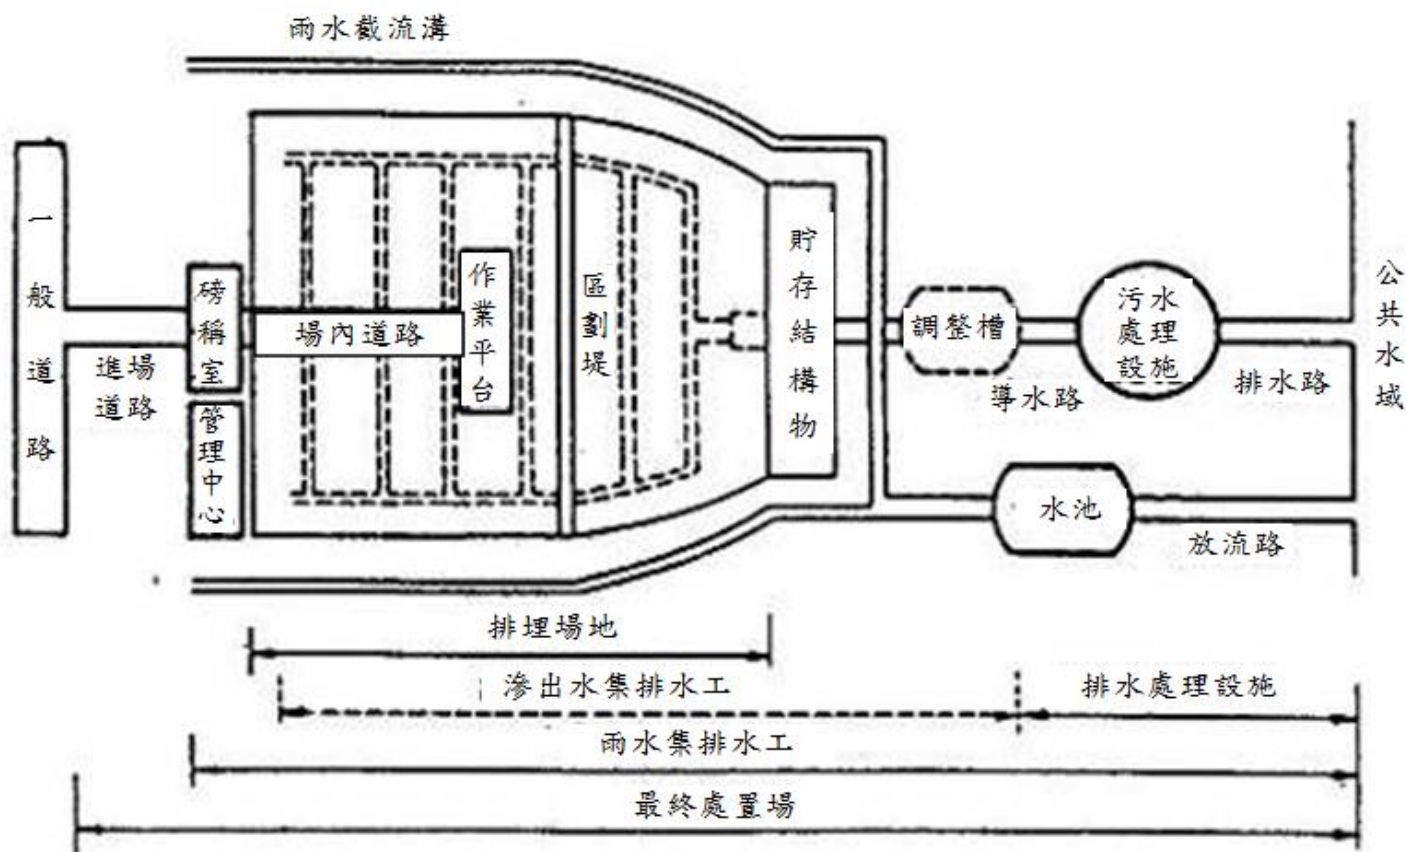 雨水截流溝
一般道路
進場
道路
磅稱室
管理中心
場內道路
作業平台
區劃堤
貯存結構物
調整槽
導水路
污水
處理
設施
排水路
公共水域
水池
放流路
排埋場地
滲出水集排水工
排水處理設施
雨水集排水工
最終處置場